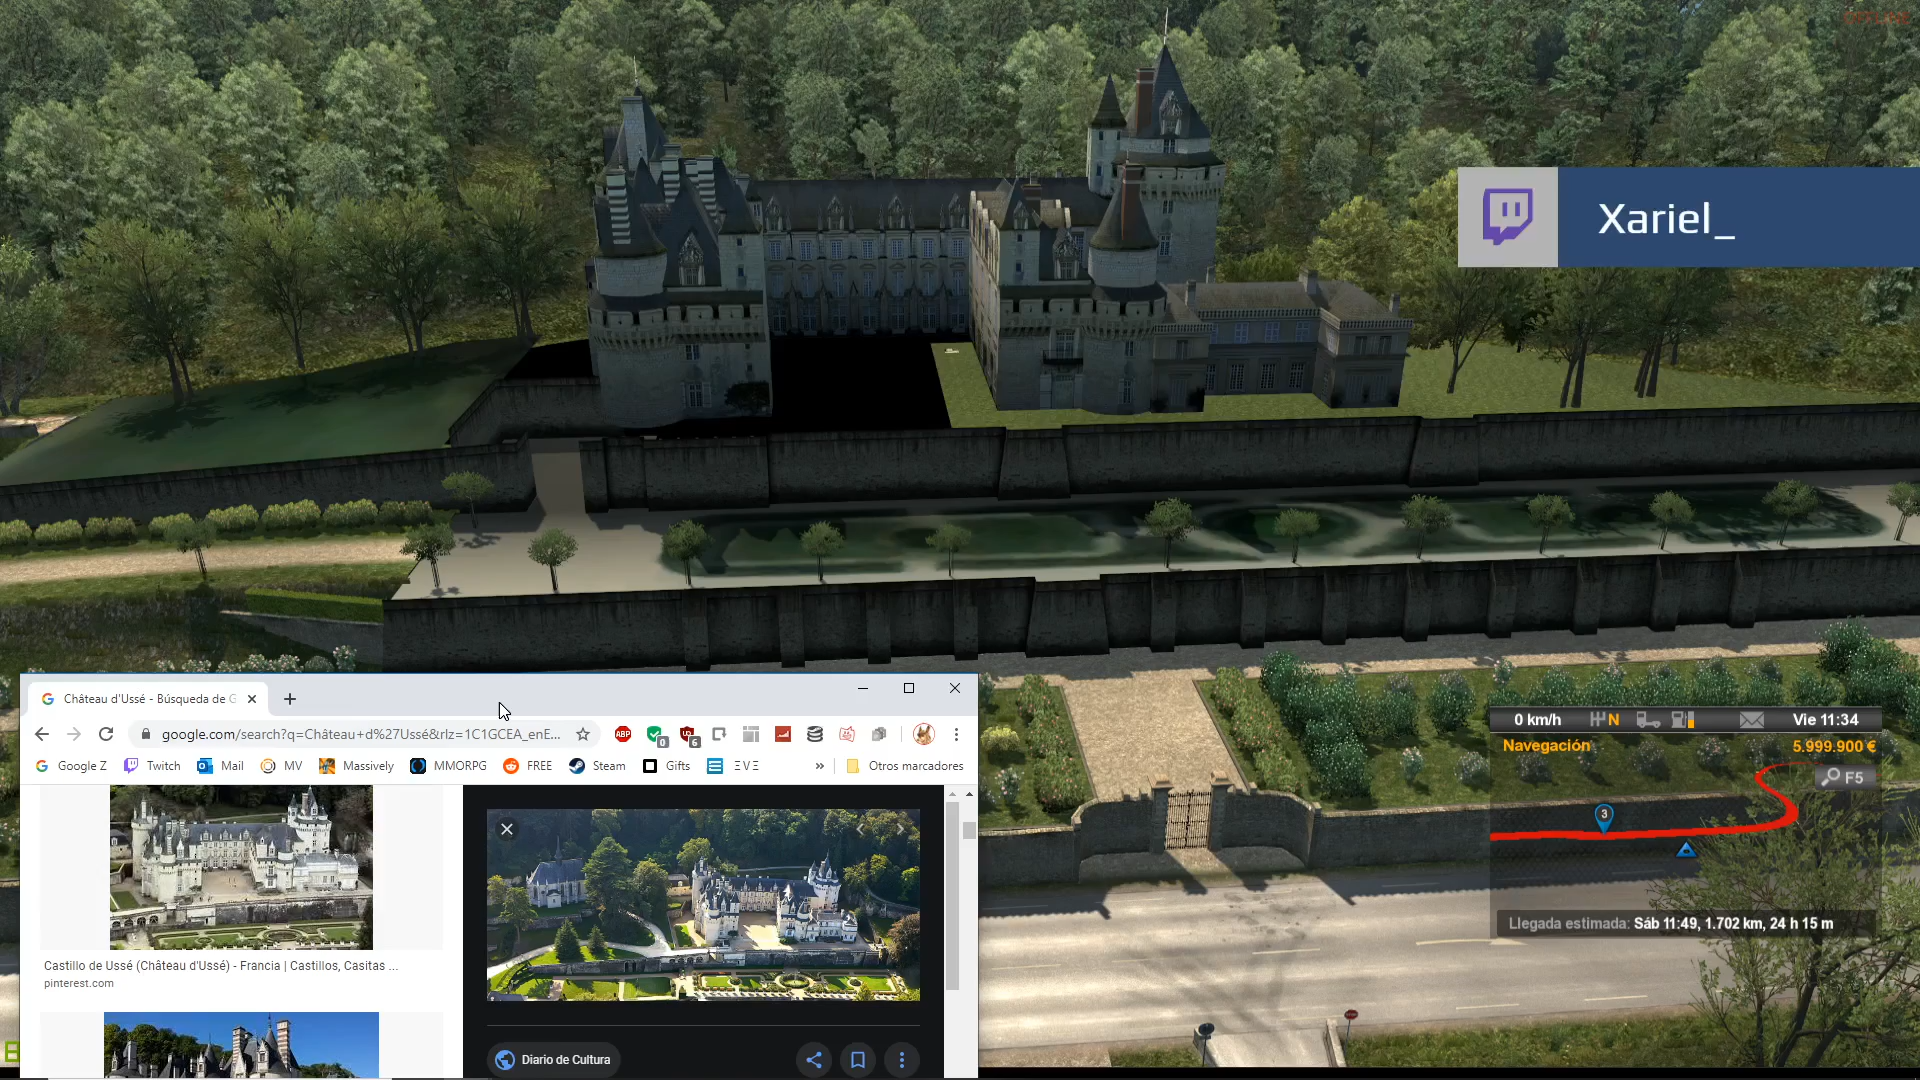 Xariel_
Château d'Ussé - Búsqueda de G
google.com/search?q=Château+d%27Ussé&rlz=1C1GCEA_enE...
ABP
0
6
Google Z
Twitch
Mail
MV
Massively
MMORPG
FREE
Steam
Gifts
EVE
»
Otros marcadores
Castillo de Ussé (Château d'Ussé) - Francia | Castillos, Casitas ...
pinterest.com
Diario de Cultura
0 km/h
N
Vie 11:34
Navegación
5.999.900 €
F5
3
Llegada estimada: Sáb 11:49, 1.702 km, 24 h 15 m